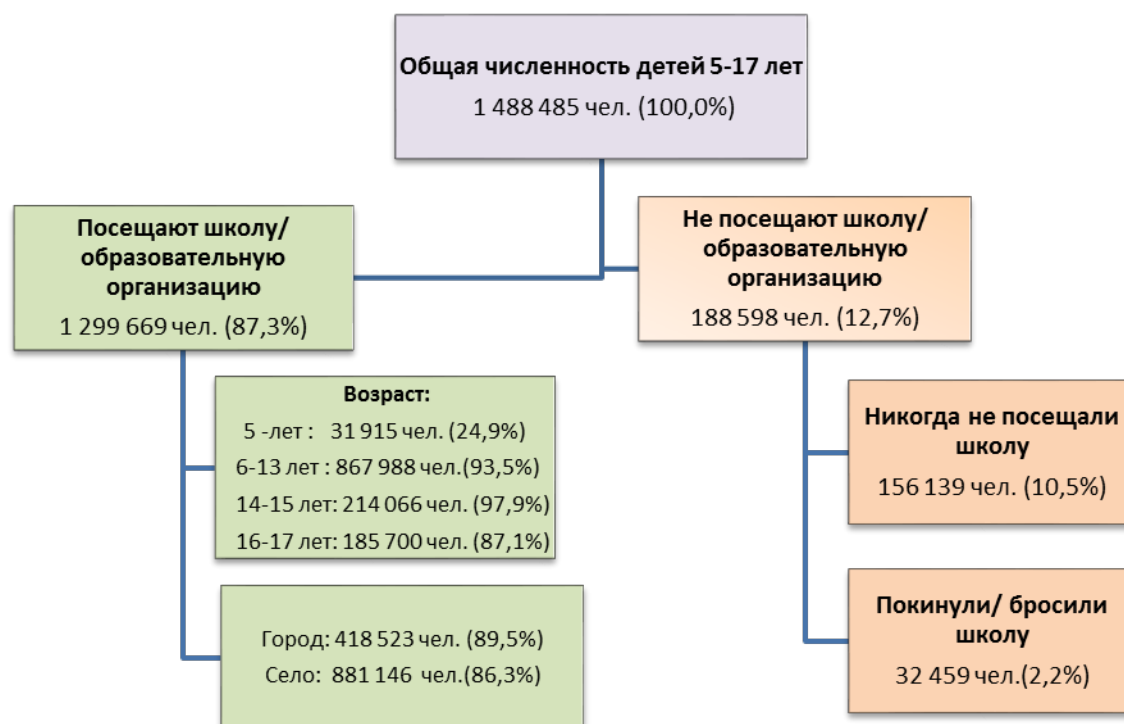 Общая численность детей 5-17 лет
1 488 485 чел. (100,0%)
Посещают школу/
образовательную
организацию
1 299 669 чел. (87,3%)
Не посещают школу/
образовательную
организацию
188 598 чел. (12,7%)
Возраст:
5 -лет : 31 915 чел. (24,9%)
6-13 лет : 867 988 чел.(93,5%)
14-15 лет: 214 066 чел. (97,9%)
16-17 лет: 185 700 чел. (87,1%)
Город: 418 523 чел. (89,5%)
Село: 881 146 чел.(86,3%)
Никогда не посещали
школу
156 139 чел. (10,5%)
Покинули/ бросили
школу
32 459 чел.(2,2%)